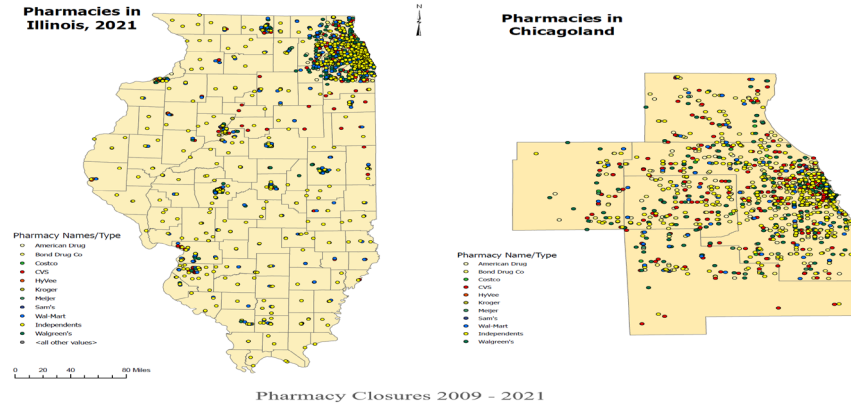 Pharmacies in
Illinois, 2021
N
Pharmacies in
Chicagoland
Pharmacy Names/Type
American Drug
Bond Drug Co
Costco
CVS
HyVee
Kroger
Meijer
Sam's
Wal-Mart
Independents
Walgreen's
<all other values>
0 20 40 80 Miles
Pharmacy Name/Type
American Drug
Bond Drug Co
Costco
CVS
HyVee
Kroger
Meijer
Sam's
Wal-Mart
Independents
Walgreen's
Pharmacy Closures 2009 - 2021